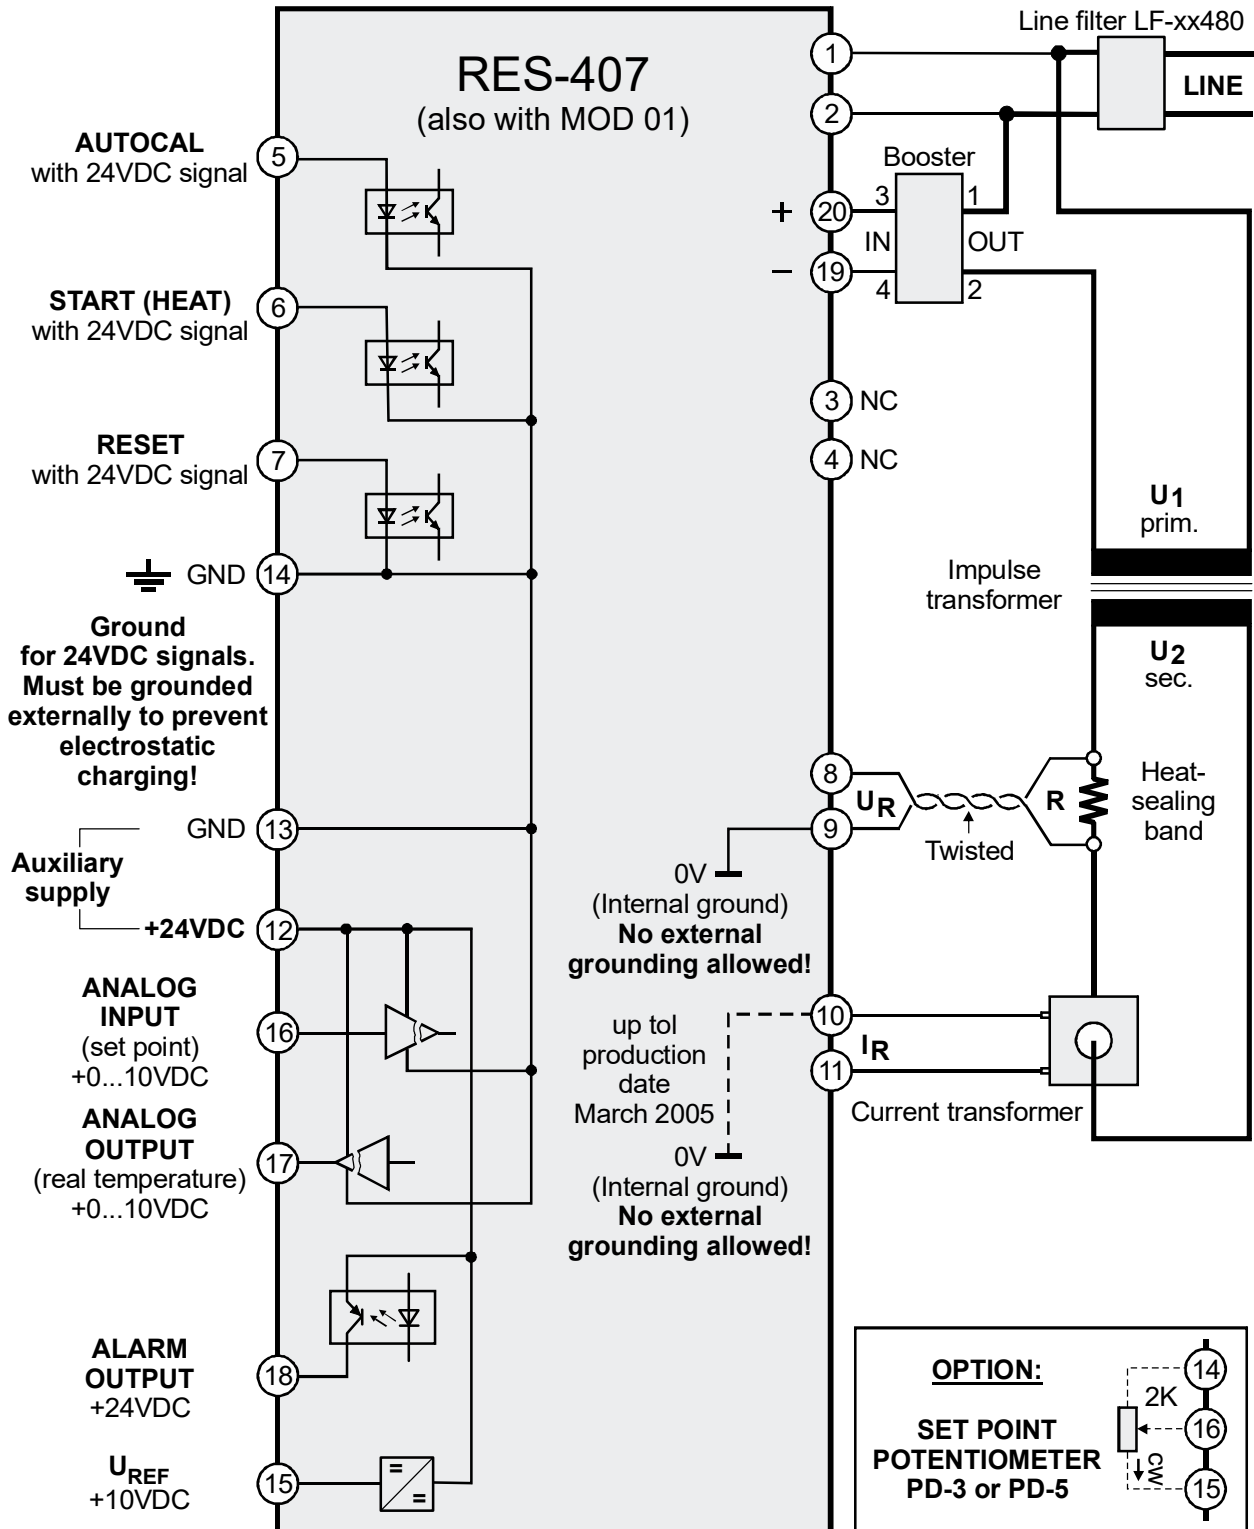 Line filter LF-xx480
LINE
RES-407
(also with MOD 01)
1
2
AUTOCAL
with 24VDC signal
5
Booster
+
20
3
1
IN
OUT
–
19
4
2
START (HEAT)
with 24VDC signal
6
3
NC
4
NC
RESET
with 24VDC signal
7
U1
prim.
GND
14
Impulse
transformer
Ground
for 24VDC signals.
Must be grounded
externally to prevent
electrostatic
charging!
U2
sec.
8
UR
R
9
Twisted
Heat-
sealing
band
GND
13
Auxiliary
supply
+24VDC
12
0V
(Internal ground)
No external
grounding allowed!
ANALOG
INPUT
(set point)
+0...10VDC
16
up tol
production
date
March 2005
10
IR
11
Current transformer
ANALOG
OUTPUT
(real temperature)
+0...10VDC
17
0V
(Internal ground)
No external
grounding allowed!
ALARM
OUTPUT
+24VDC
18
UREF
+10VDC
15
=
=
OPTION:
SET POINT
POTENTIOMETER
PD-3 or PD-5
14
2K
16
CW
15